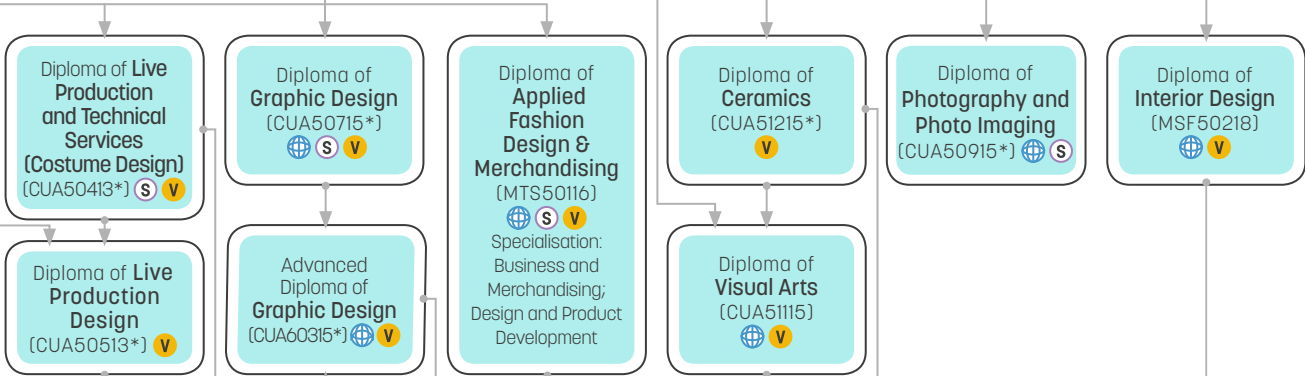 Diploma of Live
Production
and Technical
Services
(Costume Design)
(CUA50413*) S V
Diploma of Live
Production
Design
(CUA50513*) V
Diploma of
Graphic Design
(CUA50715*)
S V
Advanced
Diploma of
Graphic Design
(CUA60315*) V
Diploma of
Applied
Fashion
Design &
Merchandising
(MTS50116)
S V
Specialisation:
Business and
Merchandising;
Design and Product
Development
Diploma of
Ceramics
(CUA51215*)
V
Diploma of
Visual Arts
(CUA51115)
V
Diploma of
Photography and
Photo Imaging
(CUA50915*) S
Diploma of
Interior Design
(MSF50218)
V